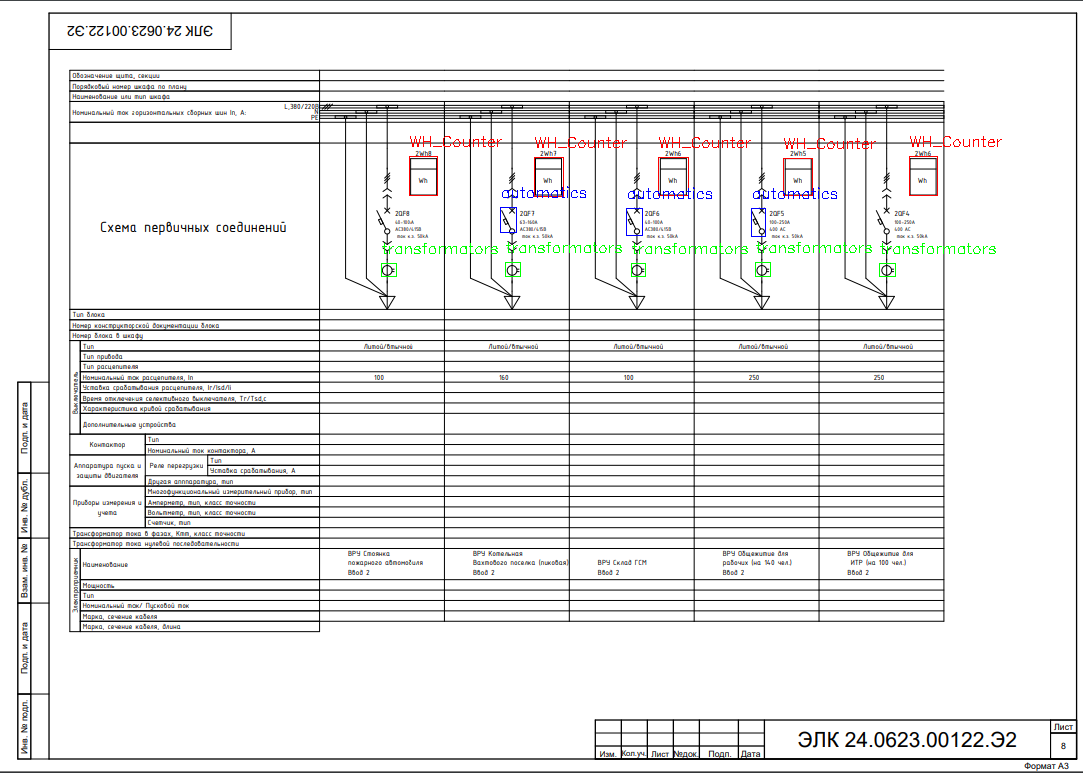 ЭЛК 24.0623.00122.Э2
Обозначение щита, секции
Порядковый номер шкафа по плану
Наименование или тип шкафа
Номинальный ток горизонтальных сборных шин In, А:
L,380/220В
N
PE
WH_Counter WH_Counter WH_Counter WH_Counter WH_Counter
2Wh8 2Wh7 2Wh6 2Wh5 2Wh6
Wh Wh Wh Wh Wh
automatics automatics automatics
Схема первичных соединений
2QF8 2QF7 2QF6 2QF5 2QF4
40-100А 63-160А 40-100А 100-250А 100-250А
AC380/415В AC380/415В AC380/415В 400 AC 400 AC
ток к.з. 50kA ток к.з. 50kA ток к.з. 50kA ток к.з. 50kA ток к.з. 50kA
transformators transformators transformators transformators transformators
Тип блока
Номер конструкторской документации блока
Номер блока в шкафу
Выключатель
Тип Литой/втычное Литой/втычной Литой/втычной Литой/втычной Литой/втычной
Тип привода
Тип расцепителя
Номинальный ток расцепителя, In 100 160 100 250 250
Уставка срабатывания расцепителя, Ir/Isd/Ii
Время отключения селективного выключателя, Tr/Tsd,с
Характеристика кривой срабатывания
Дополнительные устройства
Контактор
Тип
Номинальный ток контактора, А
Аппаратура пуска и защиты двигателя
Реле перегрузки
Тип
Уставка срабатывания, А
Другая аппаратура, тип
Приборы измерения и учета
Многофункциональный измерительный прибор, тип
Амперметр, тип, класс точности
Вольтметр, тип, класс точности
Счетчик, тип
Трансформатор тока в фазах, Ктт, класс точности
Трансформатор тока нулевой последовательности
Электроприемник
Наименование
ВРУ Стоянка
пожарного автомобиля
Ввод 2
ВРУ Котельная
Вахтового поселка (пиковая)
Ввод 2
ВРУ Склад ГСМ
Ввод 2
ВРУ Общежитие для
рабочих (на 140 чел.)
Ввод 2
ВРУ Общежитие для
ИТР (на 100 чел.)
Ввод 2
Мощность
Тип
Номинальный ток/ Пусковой ток
Марка, сечение кабеля
Марка, сечение кабеля, длина
Подп. и дата
Инв. № дубл.
Взам. инв. №
Подп. и дата
Инв. № подл.
Изм. Кол.уч. Лист №док. Подп. Дата
ЭЛК 24.0623.00122.Э2
Лист
8
Формат А3